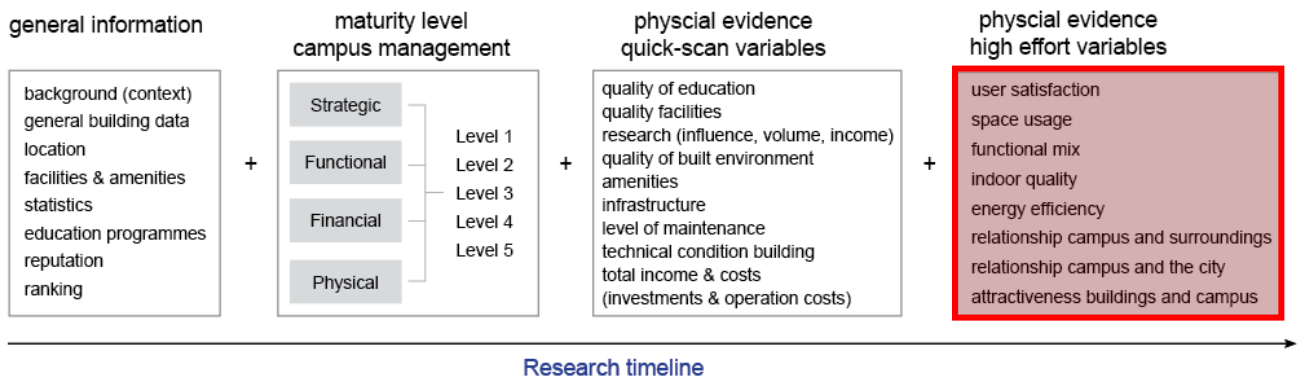 general information
background (context)
general building data
location
facilities & amenities
statistics
education programmes
reputation
ranking
+
maturity level
campus management
Strategic
Functional
Financial
Physical
Level 1
Level 2
Level 3
Level 4
Level 5
+
physcial evidence
quick-scan variables
quality of education
quality facilities
research (influence, volume, income)
quality of built environment
amenities
infrastructure
level of maintenance
technical condition building
total income & costs
(investments & operation costs)
+
physcial evidence
high effort variables
user satisfaction
space usage
functional mix
indoor quality
energy efficiency
relationship campus and surroundings
relationship campus and the city
attractiveness buildings and campus
Research timeline